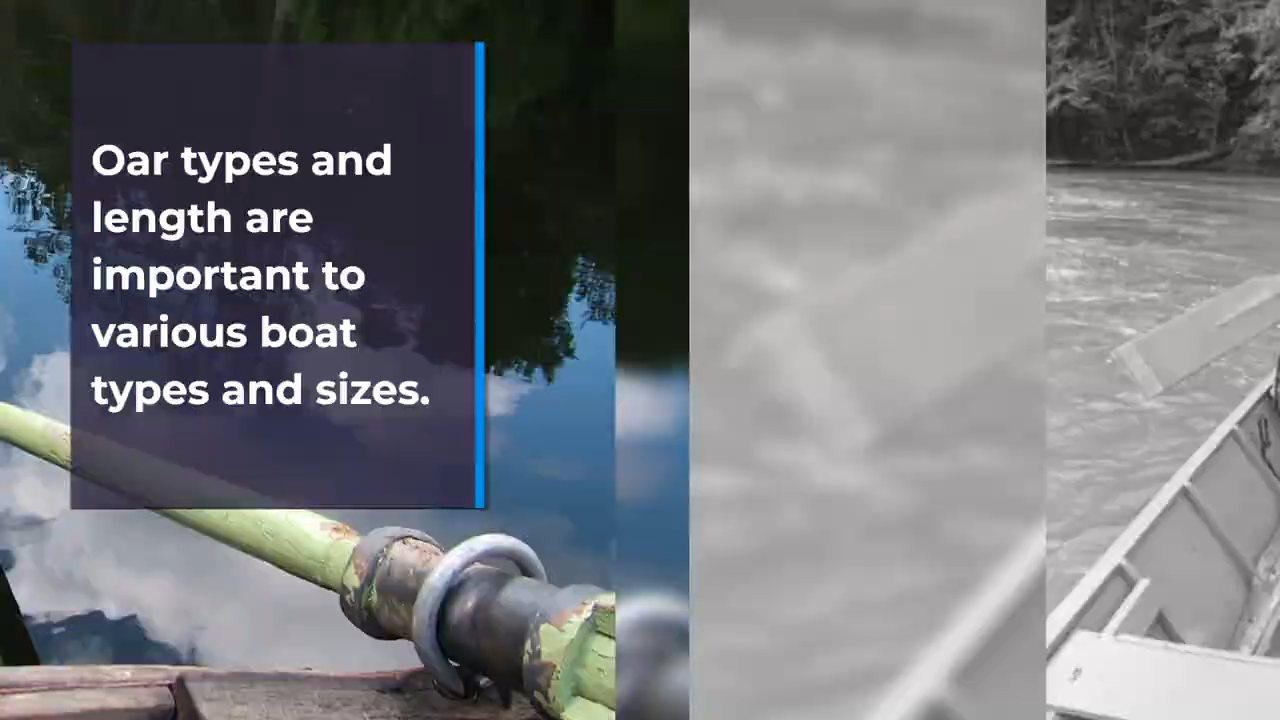 Oar types and
length are
important to
various boat
types and sizes.